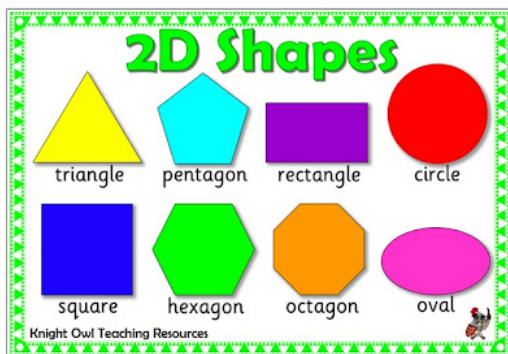 2D Shapes
triangle pentagon rectangle circle
square hexagon octagon oval
Knight Owl Teaching Resources